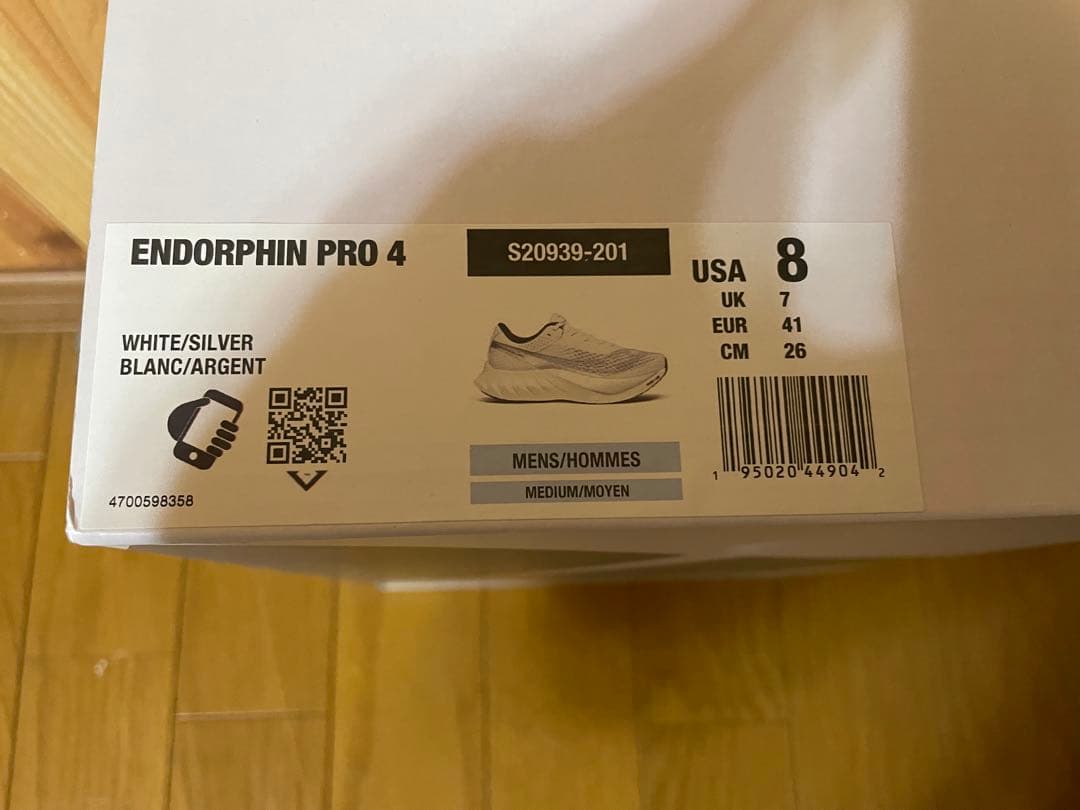 ENDORPHIN PRO 4
S20939-201
USA 8
UK 7
EUR 41
CM 26
WHITE/SILVER
BLANC/ARGENT
MENS/HOMMES
MEDIUM/MOYEN
4700598358
1 95020 44904 2